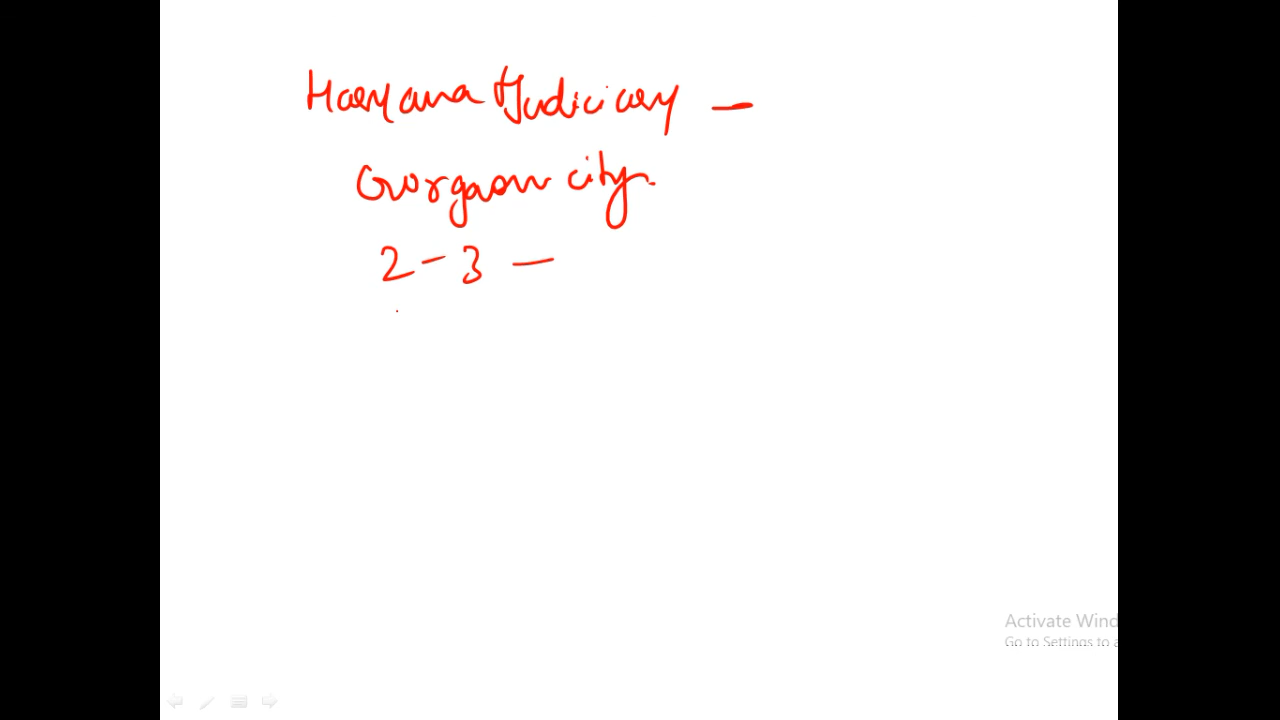 Haryana Judiciary -
Gurgaon city.
2-3 -
Activate Wind
Go to Settings to a